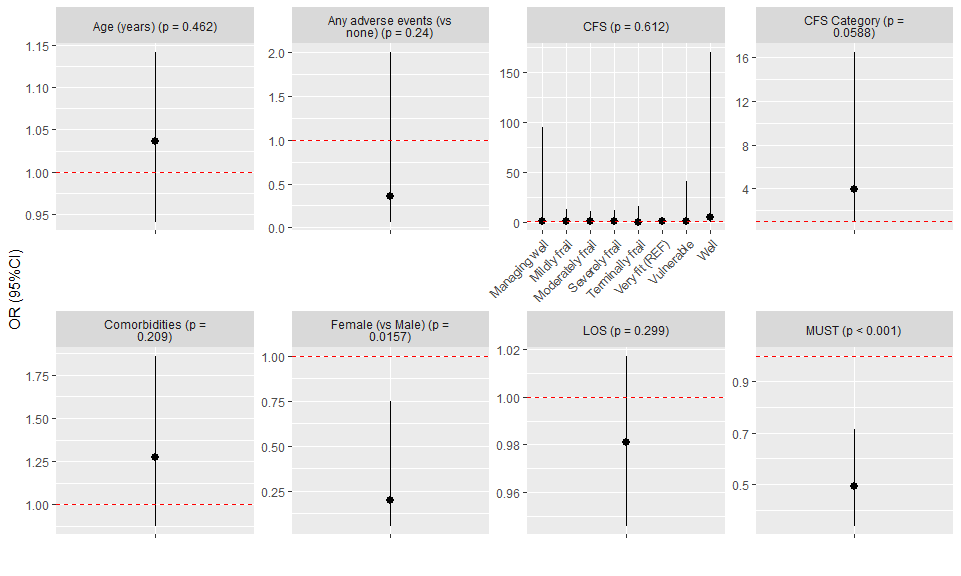 OR (95%CI)
Age (years) (p = 0.462)
1.15
1.10
1.05
1.00
0.95
Any adverse events (vs
none) (p = 0.24)
2.0
1.5
1.0
0.5
0.0
CFS (p = 0.612)
150
100
50
0
Managing well
Mildly frail
Moderately frail
Severely frail
Terminally frail
Very fit (REF)
Vulnerable
Well
CFS Category (p =
0.0588)
16
12
8
4
Comorbidities (p =
0.209)
1.75
1.50
1.25
1.00
Female (vs Male) (p =
0.0157)
1.00
0.75
0.50
0.25
LOS (p = 0.299)
1.02
1.00
0.98
0.96
MUST (p < 0.001)
0.9
0.7
0.5